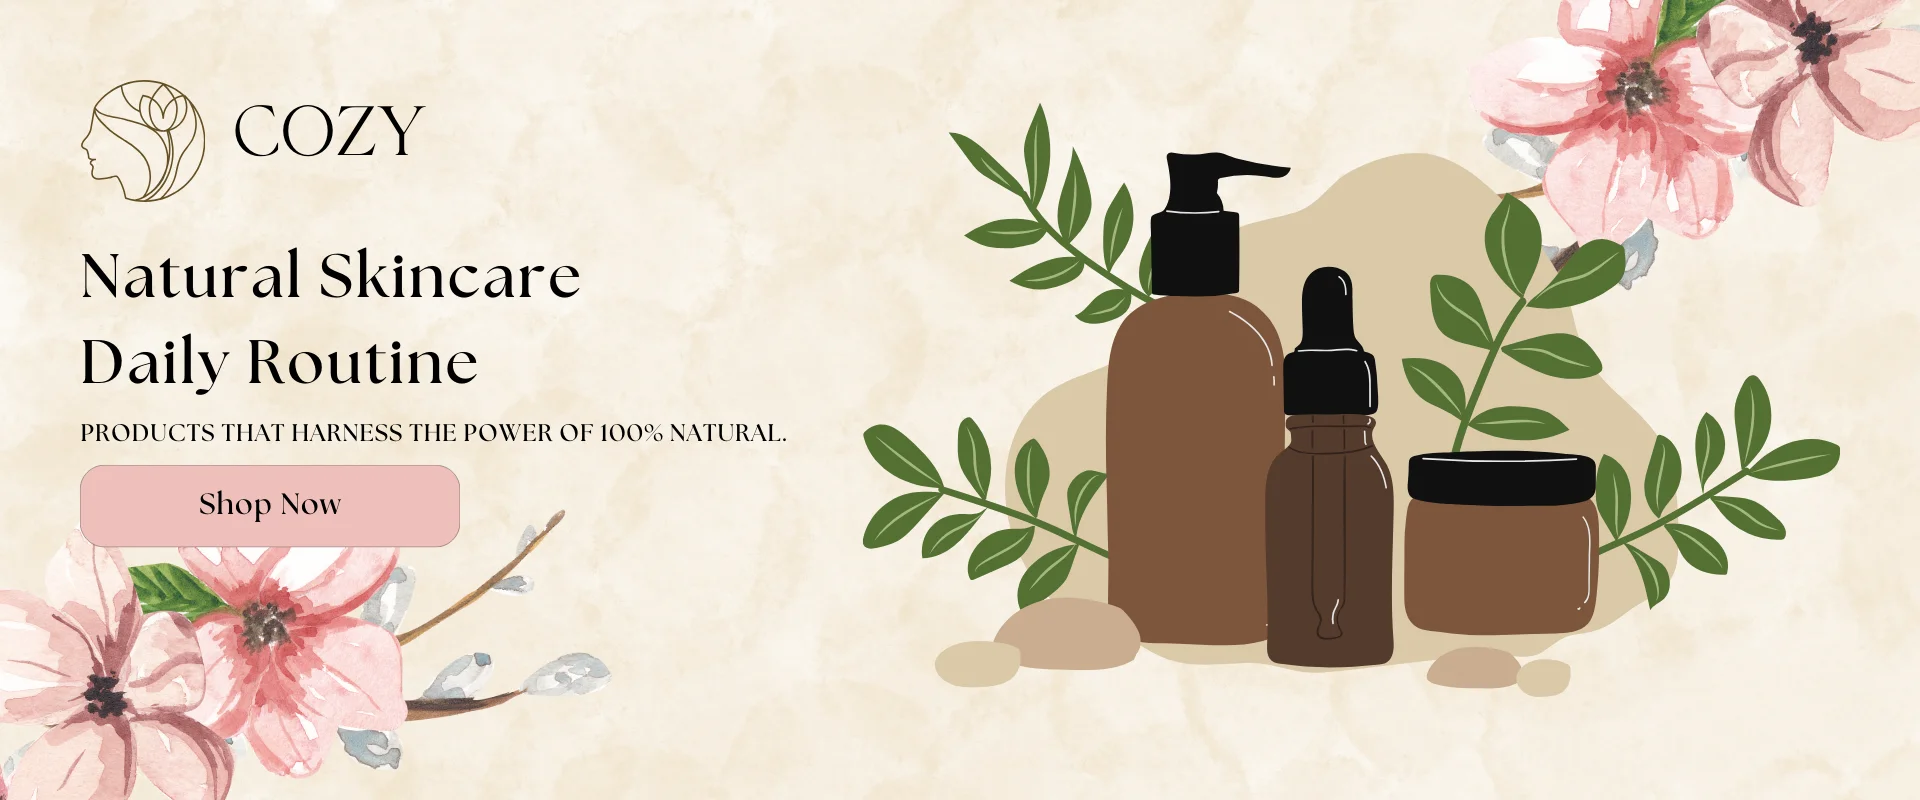 COZY
Natural Skincare
Daily Routine
PRODUCTS THAT HARNESS THE POWER OF 100% NATURAL.
Shop Now